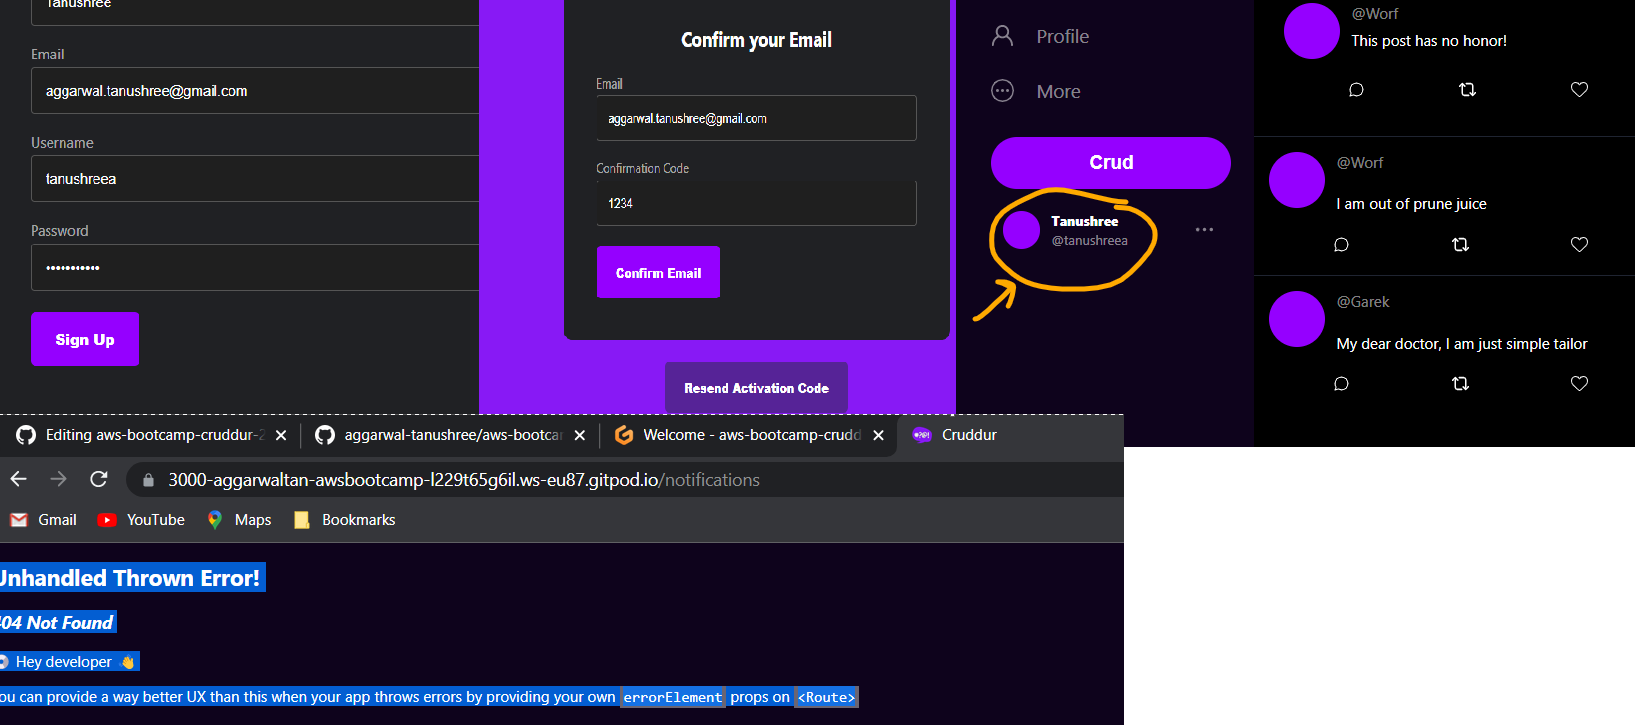 Tanushree
Email
aggarwal.tanushree@gmail.com
Username
tanushreea
Password
•••••••••••
Sign Up
Confirm your Email
Email
aggarwal.tanushree@gmail.com
Confirmation Code
1234
Confirm Email
Resend Activation Code
Profile
More
Crud
Tanushree
@tanushreea
@Worf
This post has no honor!
@Worf
I am out of prune juice
@Garek
My dear doctor, I am just simple tailor
Editing aws-bootcamp-cruddur-2
aggarwal-tanushree/aws-bootcar
Welcome - aws-bootcamp-crudd
Cruddur
3000-aggarwaltan-awsbootcamp-l229t65g6il.ws-eu87.gitpod.io/notifications
Gmail
YouTube
Maps
Bookmarks
Unhandled Thrown Error!
404 Not Found
Hey developer 👋
You can provide a way better UX than this when your app throws errors by providing your own errorElement props on <Route>